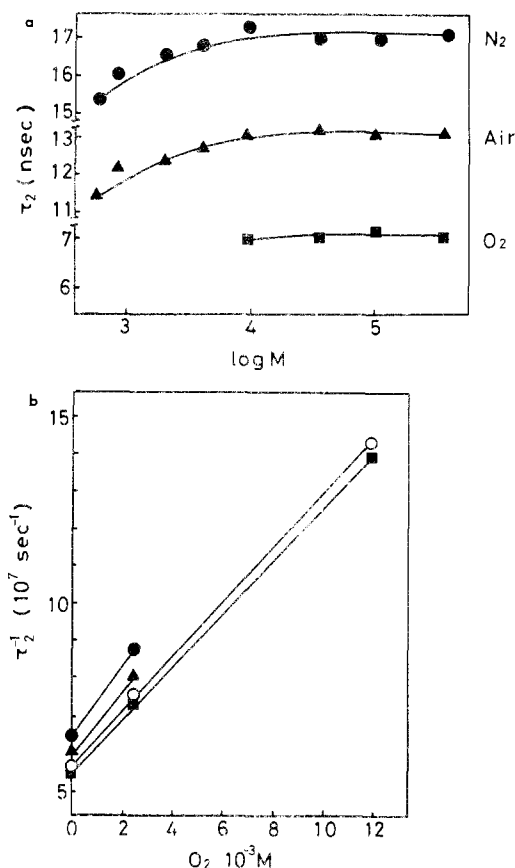 a
17
16
15
13
12
11
7
6
τ₂ (nsec)
N₂
Air
O₂
3 4 5
log M
b
15
10
5
τ₂⁻¹ (10⁷ sec⁻¹)
0 2 4 6 8 10 12
O₂ 10⁻³M